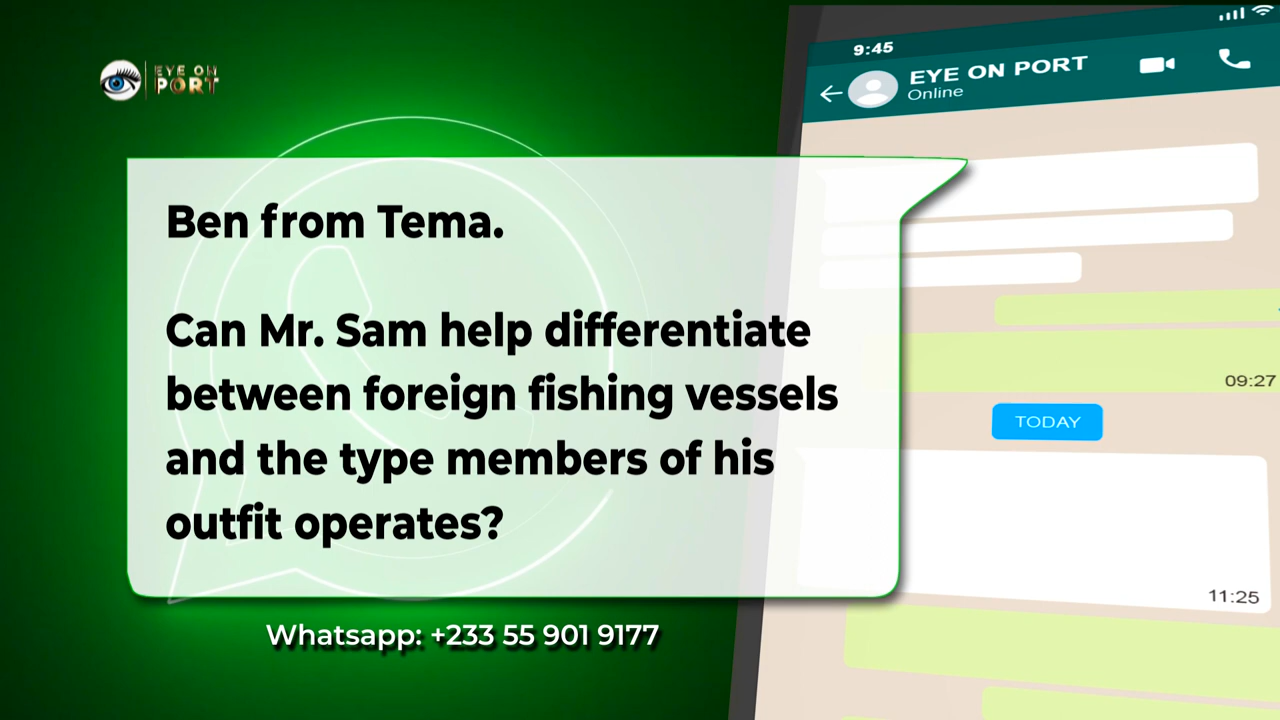 EYE ON
PORT
9:45
EYE ON PORT
Online
Ben from Tema.
Can Mr. Sam help differentiate
between foreign fishing vessels
and the type members of his
outfit operates?
09:27
TODAY
11:25
Whatsapp: +233 55 901 9177